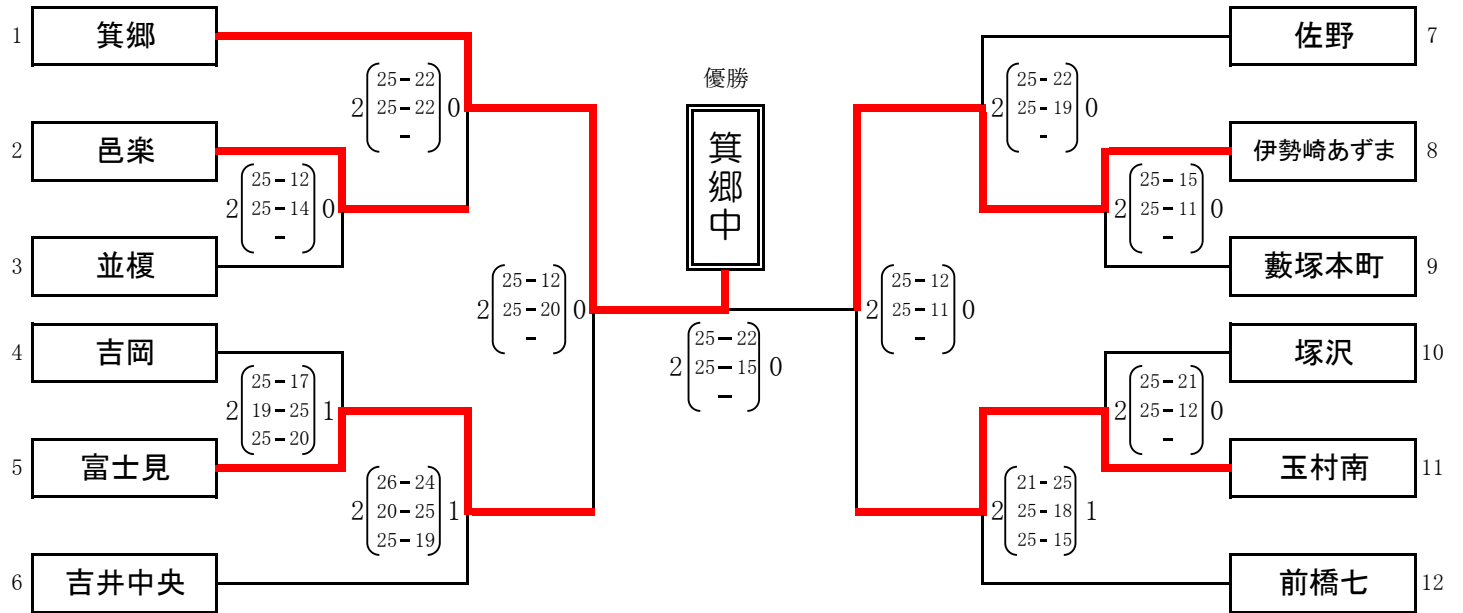 1 箕郷
2 邑楽
3 並榎
4 吉岡
5 富士見
6 吉井中央
2 25-22 0
25-22
-
2 25-12 0
25-14
-
2 25-17 1
19-25
25-20
2 26-24 1
20-25
25-19
2 25-12 0
25-20
-
優勝
箕郷中
2 25-22 0
25-15
-
2 25-12 0
25-11
-
2 25-22 0
25-19
-
2 25-15 0
25-11
-
2 25-21 0
25-12
-
2 21-25 1
25-18
25-15
佐野 7
伊勢崎あずま 8
藪塚本町 9
塚沢 10
玉村南 11
前橋七 12